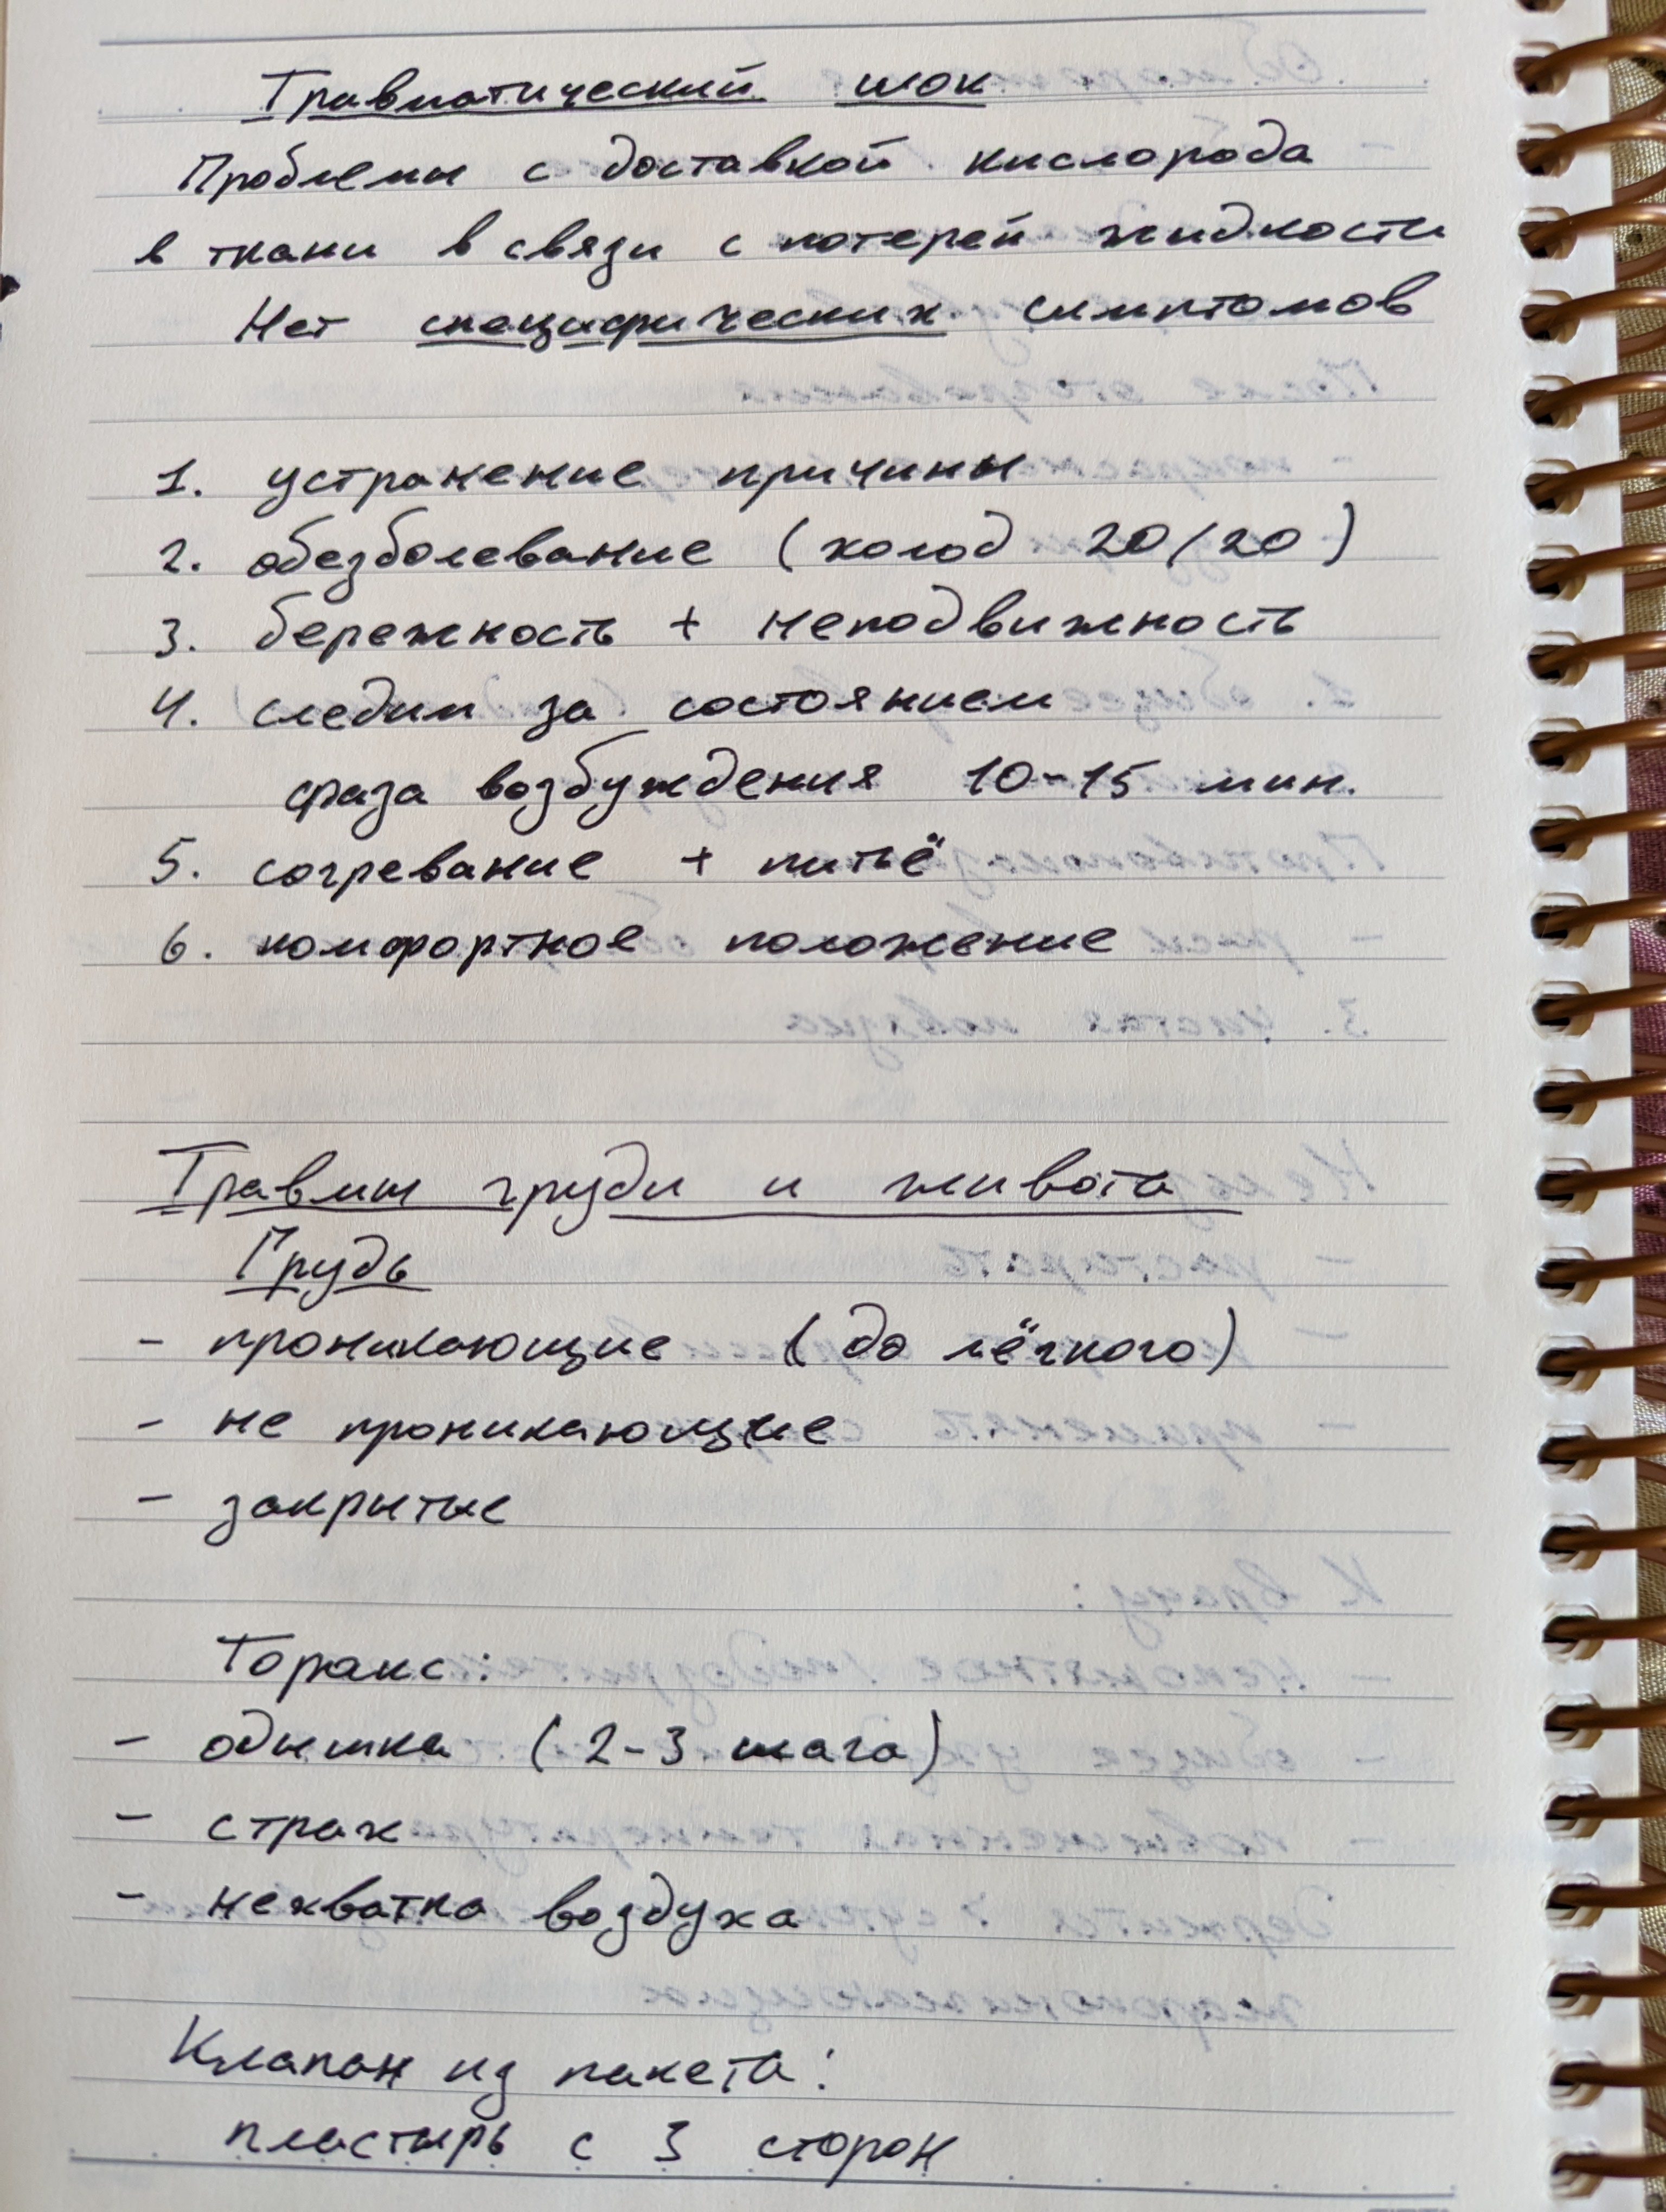 Травматический шок
Проблемы с доставкой кислорода
в ткани в связи с потерей жидкости
Нет специфических симптомов
1. устранение причины
2. обезболевание (холод 20/20)
3. бережность + неподвижность
4. следим за состоянием
фаза возбуждения 10-15 мин.
5. согревание + питьё
6. комфортное положение
Травмы груди и живота
Грудь
- проникающие (до лёгкого)
- не проникающие
- закрытые
Торакс:
- одышка (2-3 шага)
- страх
- нехватка воздуха
Клапан из пакета:
пластырь с 3 сторон